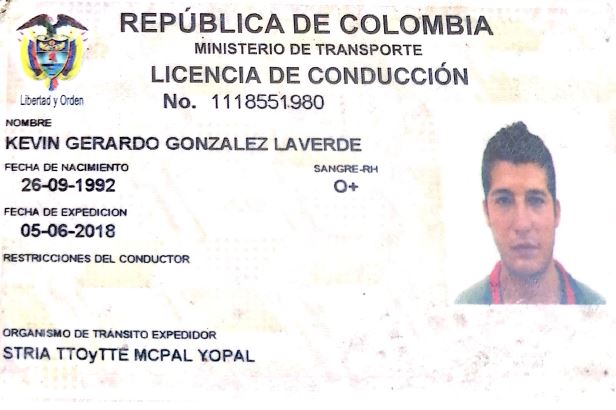 REPÚBLICA DE COLOMBIA
MINISTERIO DE TRANSPORTE
LICENCIA DE CONDUCCIÓN
Libertad y Orden
No. 1118551980
NOMBRE
KEVIN GERARDO GONZALEZ LAVERDE
FECHA DE NACIMIENTO SANGRE-RH
26-09-1992 O+
FECHA DE EXPEDICION
05-06-2018
RESTRICCIONES DEL CONDUCTOR
ORGANISMO DE TRÁNSITO EXPEDIDOR
STRIA TTOyTTE MCPAL YOPAL